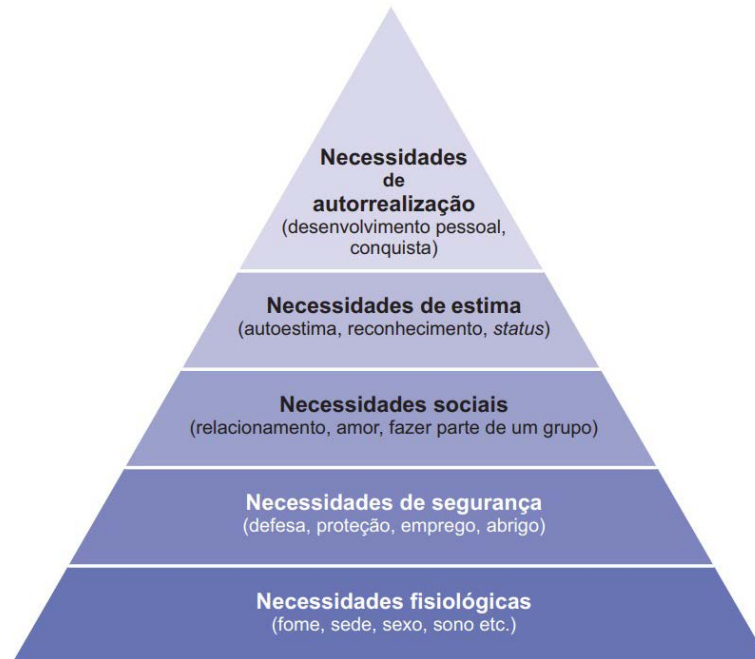 Necessidades
de
autorrealização
(desenvolvimento pessoal,
conquista)
Necessidades de estima
(autoestima, reconhecimento, status)
Necessidades sociais
(relacionamento, amor, fazer parte de um grupo)
Necessidades de segurança
(defesa, proteção, emprego, abrigo)
Necessidades fisiológicas
(fome, sede, sexo, sono etc.)